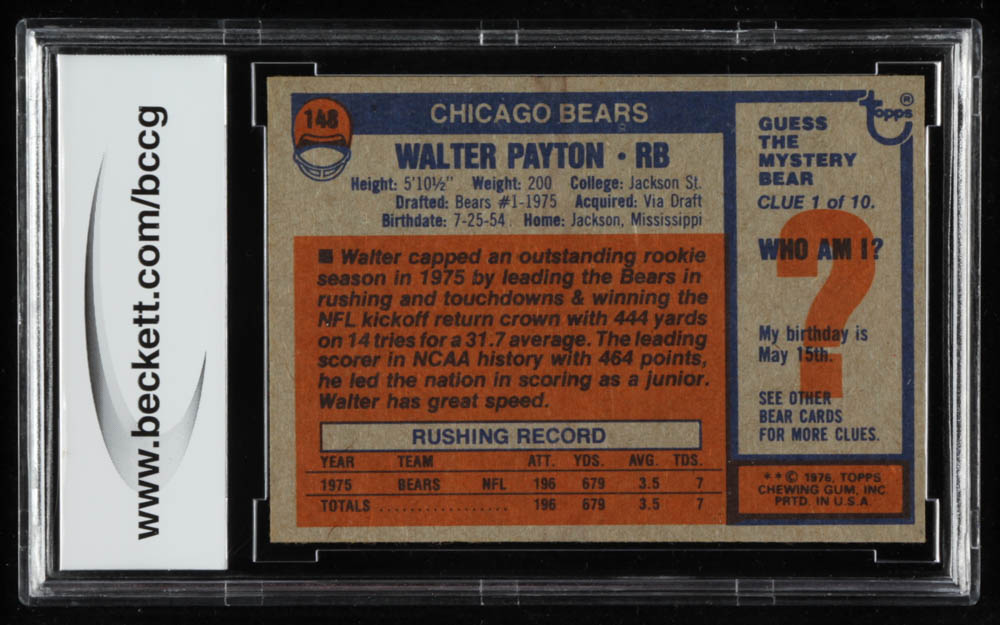 www.beckett.com/bccg
148
CHICAGO BEARS
WALTER PAYTON • RB
Height: 5'10½" Weight: 200 College: Jackson St.
Drafted: Bears #1-1975 Acquired: Via Draft
Birthdate: 7-25-54 Home: Jackson, Mississippi
■ Walter capped an outstanding rookie
season in 1975 by leading the Bears in
rushing and touchdowns & winning the
NFL kickoff return crown with 444 yards
on 14 tries for a 31.7 average. The leading
scorer in NCAA history with 464 points,
he led the nation in scoring as a junior.
Walter has great speed.
RUSHING RECORD
YEAR TEAM ATT. YDS. AVG. TDS.
1975 BEARS NFL 196 679 3.5 7
TOTALS .................. 196 679 3.5 7
Topps®
GUESS
THE
MYSTERY
BEAR
CLUE 1 of 10.
WHO AM I?
?
My birthday is
May 15th.
SEE OTHER
BEAR CARDS
FOR MORE CLUES.
* * © 1976, TOPPS
CHEWING GUM, INC
PRTD. IN U.S.A.